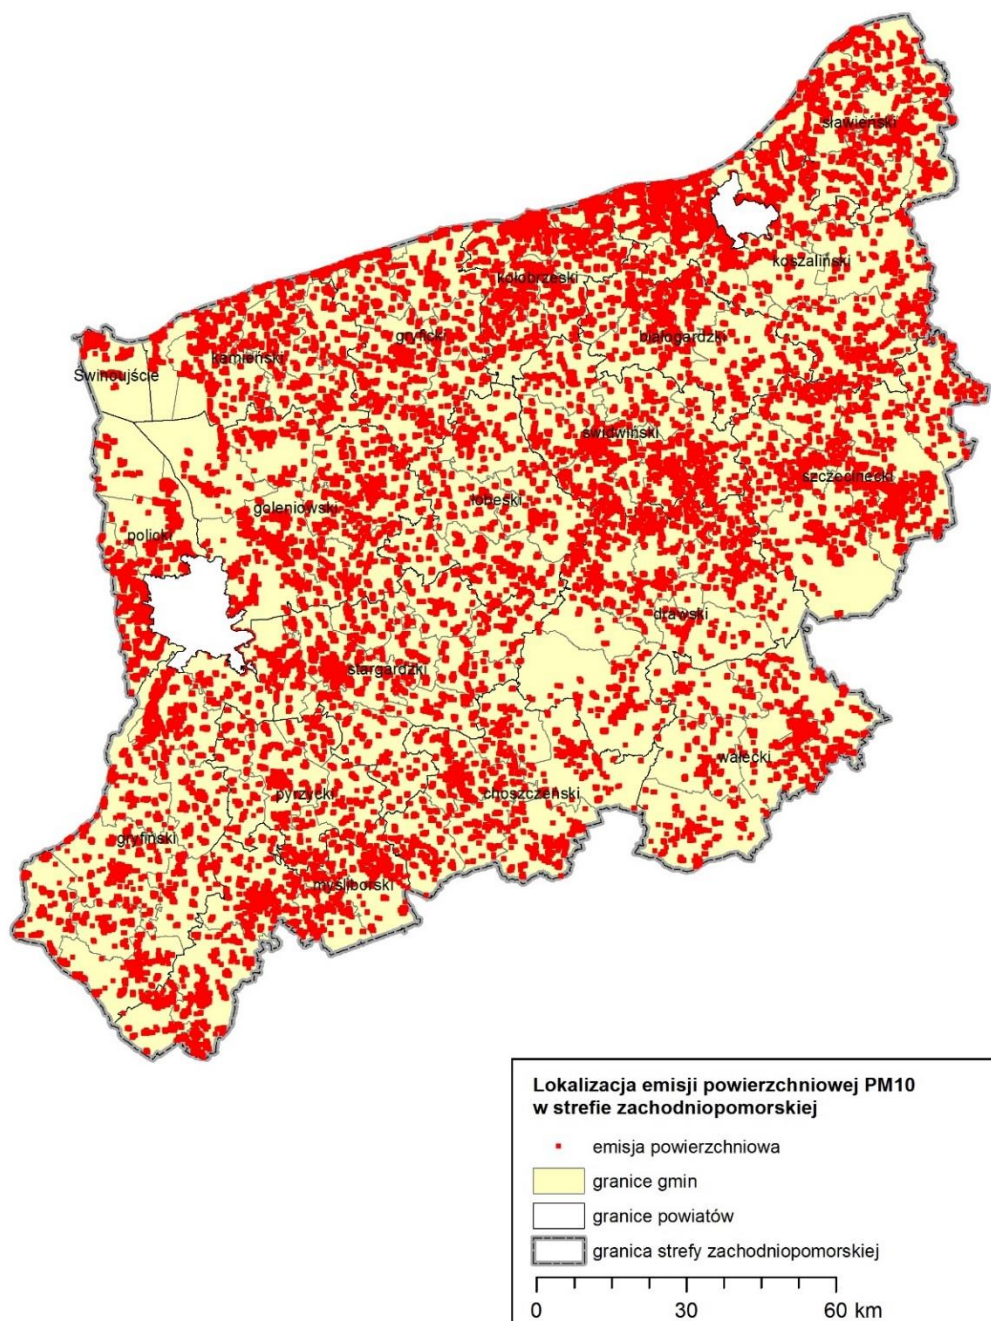 sławieński
koszaliński
kołobrzeski
białogardzki
gryficki
kamieński
Świnoujście
świdwiński
szczecinecki
łobeski
goleniowski
policki
drawski
stargardzki
wałecki
choszczeński
pyrzycki
gryfiński
myśliborski
Lokalizacja emisji powierzchniowej PM10
w strefie zachodniopomorskiej
emisja powierzchniowa
granice gmin
granice powiatów
granica strefy zachodniopomorskiej
0 30 60 km